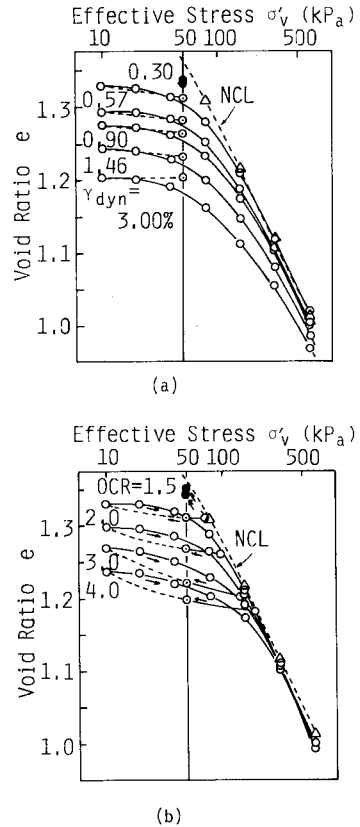 Effective Stress σ'v (kPa)
10 50 100 500
0.30
NCL
1.3
0.57
0.90
1.2
1.46
γdyn=
3.00%
1.1
1.0
Void Ratio e
(a)
Effective Stress σ'v (kPa)
10 50 100 500
OCR=1.5
1.3
2.0
NCL
3.0
1.2
4.0
1.1
1.0
Void Ratio e
(b)